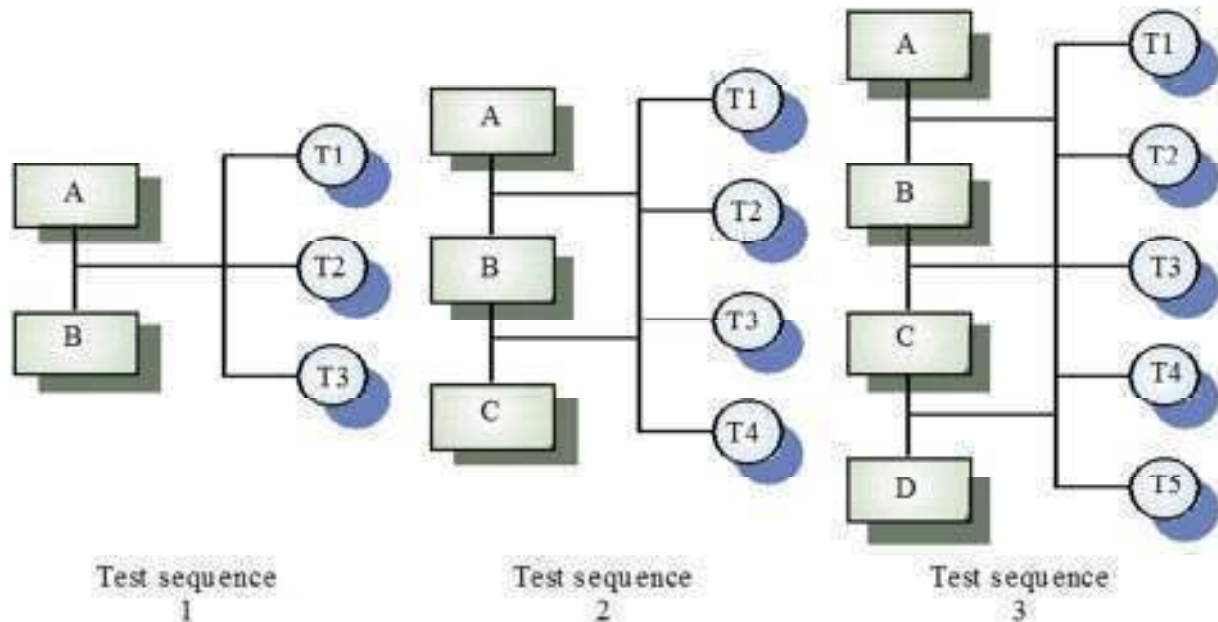 A
B
T1
T2
T3
Test sequence
1
A
B
C
T1
T2
T3
T4
Test sequence
2
A
B
C
D
T1
T2
T3
T4
T5
Test sequence
3